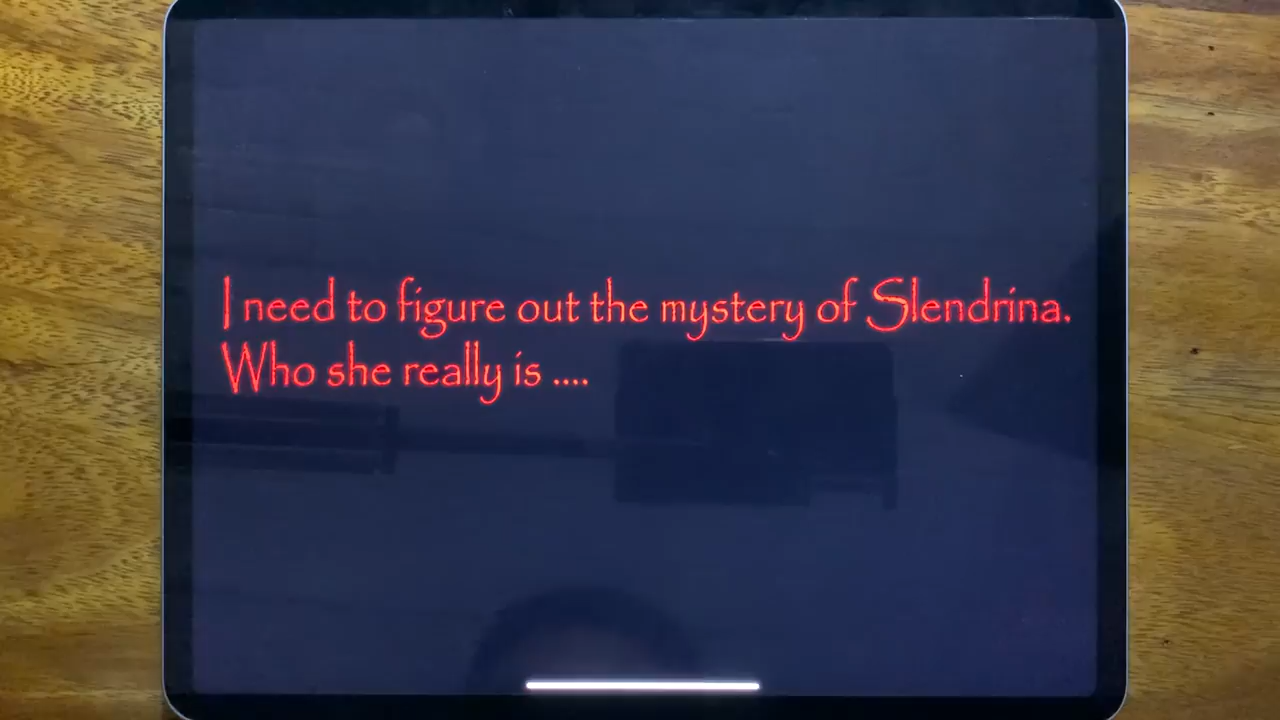 I need to figure out the mystery of Slendrina.
Who she really is ....